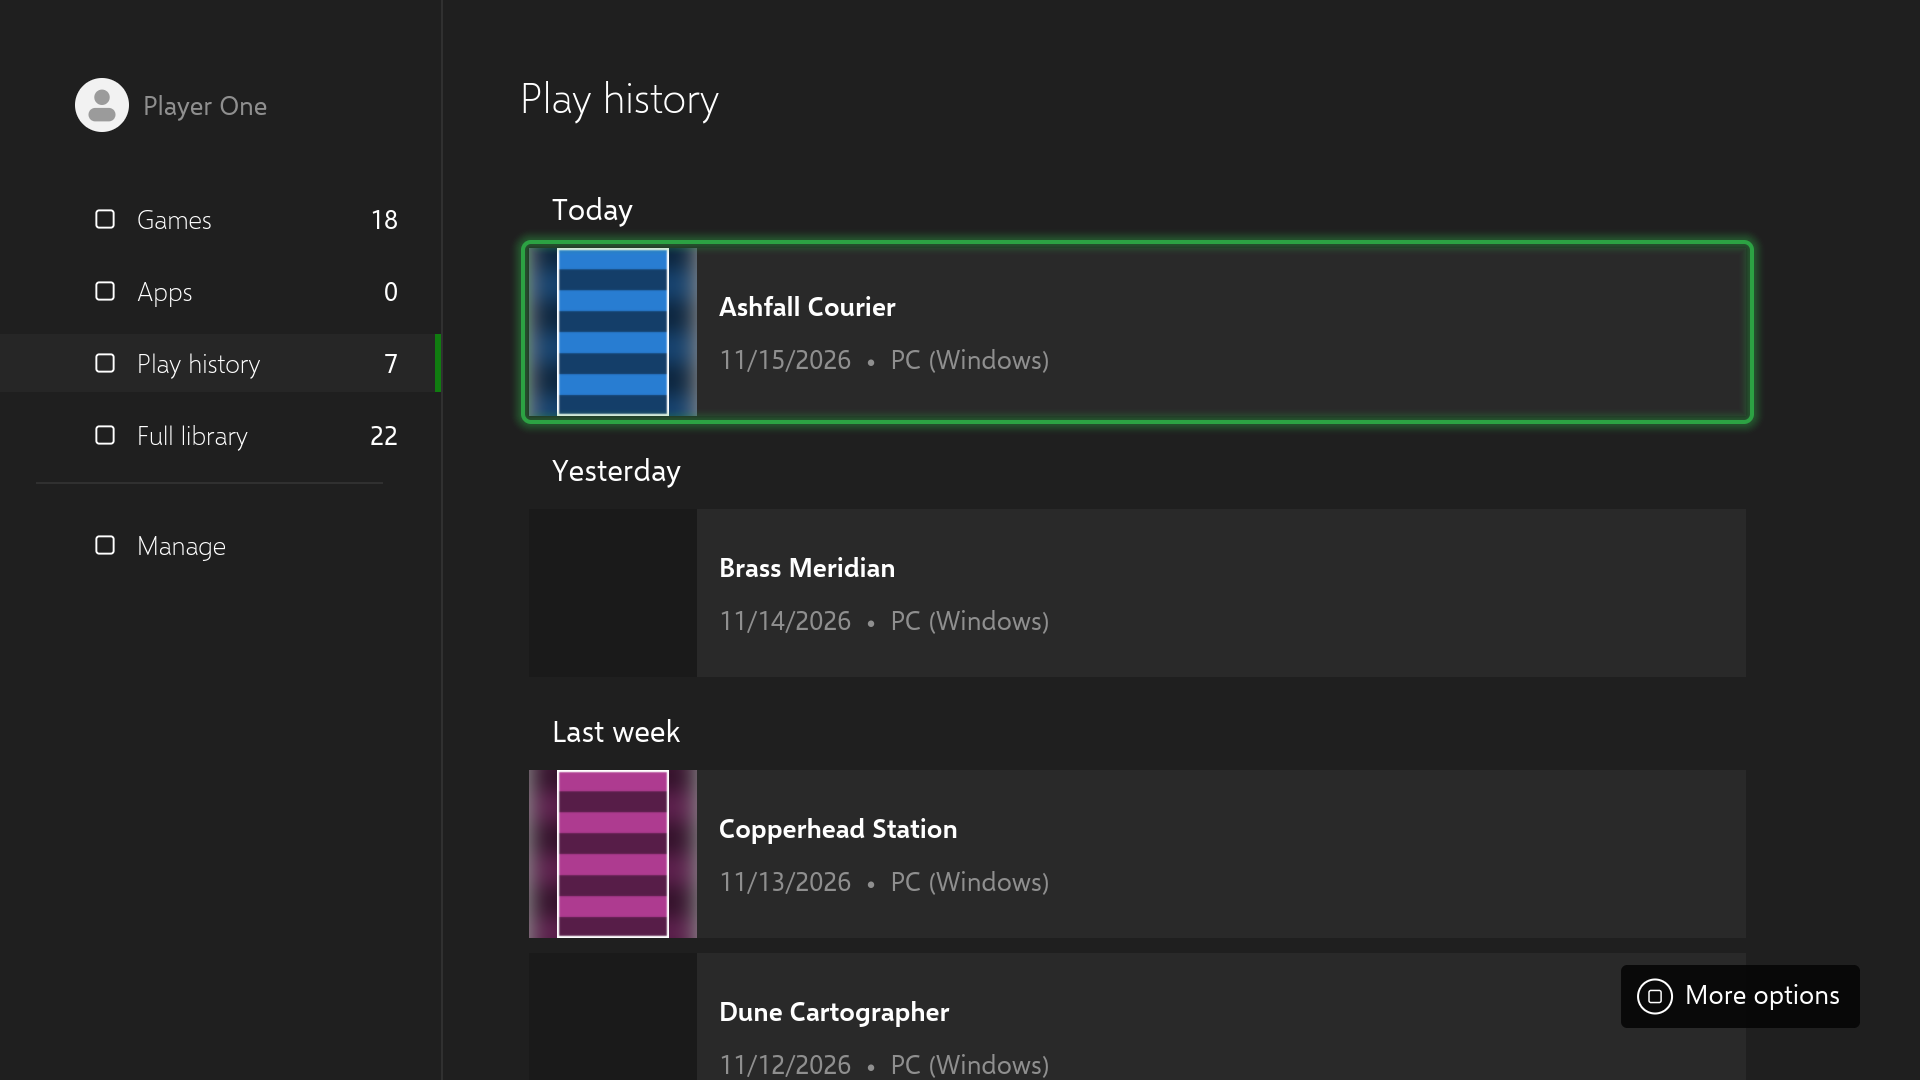 Player One
Games 18
Apps 0
Play history 7
Full library 22
Manage
Play history
Today
Ashfall Courier
11/15/2026 • PC (Windows)
Yesterday
Brass Meridian
11/14/2026 • PC (Windows)
Last week
Copperhead Station
11/13/2026 • PC (Windows)
Dune Cartographer
11/12/2026 • PC (Windows)
More options